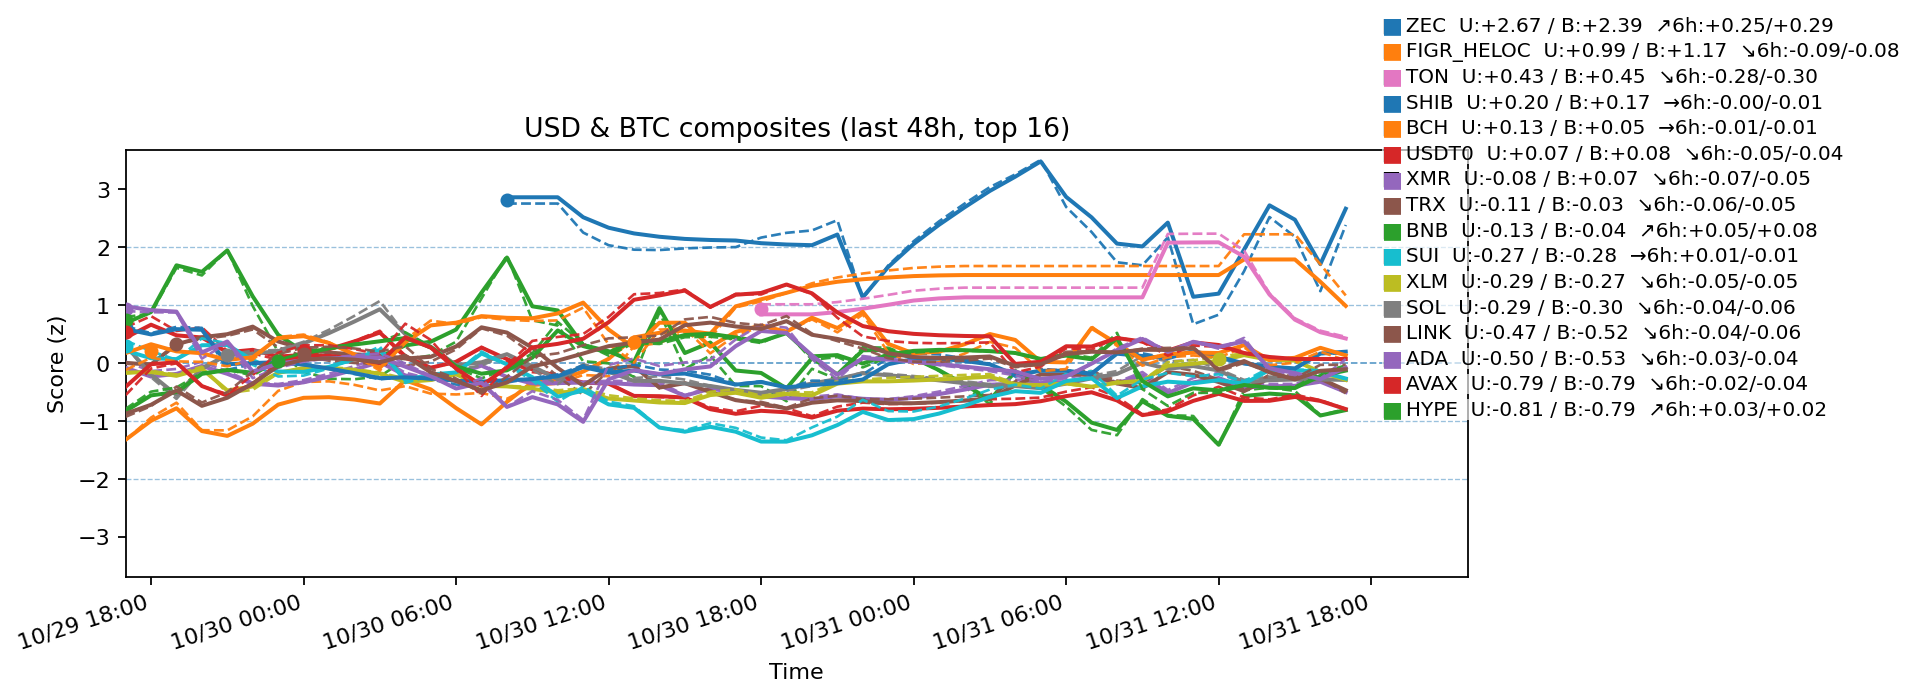 ZEC  U:+2.67 / B:+2.39  ↗6h:+0.25/+0.29
FIGR_HELOC  U:+0.99 / B:+1.17  ↘6h:-0.09/-0.08
TON  U:+0.43 / B:+0.45  ↘6h:-0.28/-0.30
SHIB  U:+0.20 / B:+0.17  →6h:-0.00/-0.01
BCH  U:+0.13 / B:+0.05  →6h:-0.01/-0.01
USDT0  U:+0.07 / B:+0.08  ↘6h:-0.05/-0.04
XMR  U:-0.08 / B:+0.07  ↘6h:-0.07/-0.05
TRX  U:-0.11 / B:-0.03  ↘6h:-0.06/-0.05
BNB  U:-0.13 / B:-0.04  ↗6h:+0.05/+0.08
SUI  U:-0.27 / B:-0.28  →6h:+0.01/-0.01
XLM  U:-0.29 / B:-0.27  ↘6h:-0.05/-0.05
SOL  U:-0.29 / B:-0.30  ↘6h:-0.04/-0.06
LINK  U:-0.47 / B:-0.52  ↘6h:-0.04/-0.06
ADA  U:-0.50 / B:-0.53  ↘6h:-0.03/-0.04
AVAX  U:-0.79 / B:-0.79  ↘6h:-0.02/-0.04
HYPE  U:-0.81 / B:-0.79  ↗6h:+0.03/+0.02
USD & BTC composites (last 48h, top 16)
Score (z)
3
2
1
0
−1
−2
−3
10/29 18:00
10/30 00:00
10/30 06:00
10/30 12:00
10/30 18:00
10/31 00:00
10/31 06:00
10/31 12:00
10/31 18:00
Time